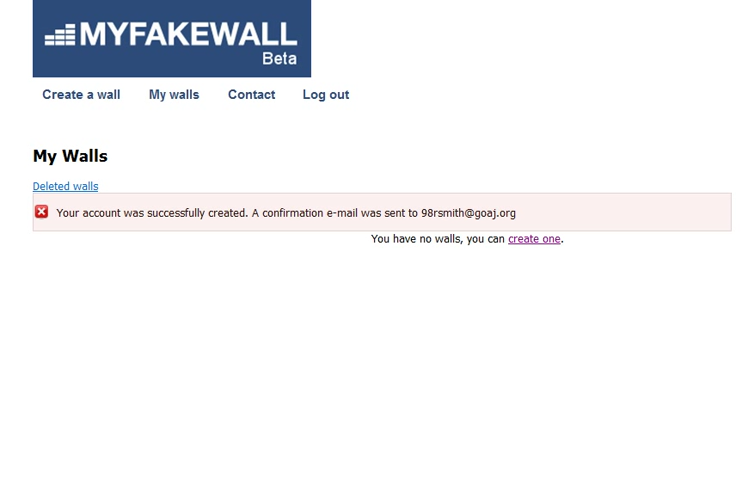 MYFAKEWALL
Beta
Create a wall My walls Contact Log out
My Walls
Deleted walls
Your account was successfully created. A confirmation e-mail was sent to 98rsmith@goaj.org
You have no walls, you can create one.